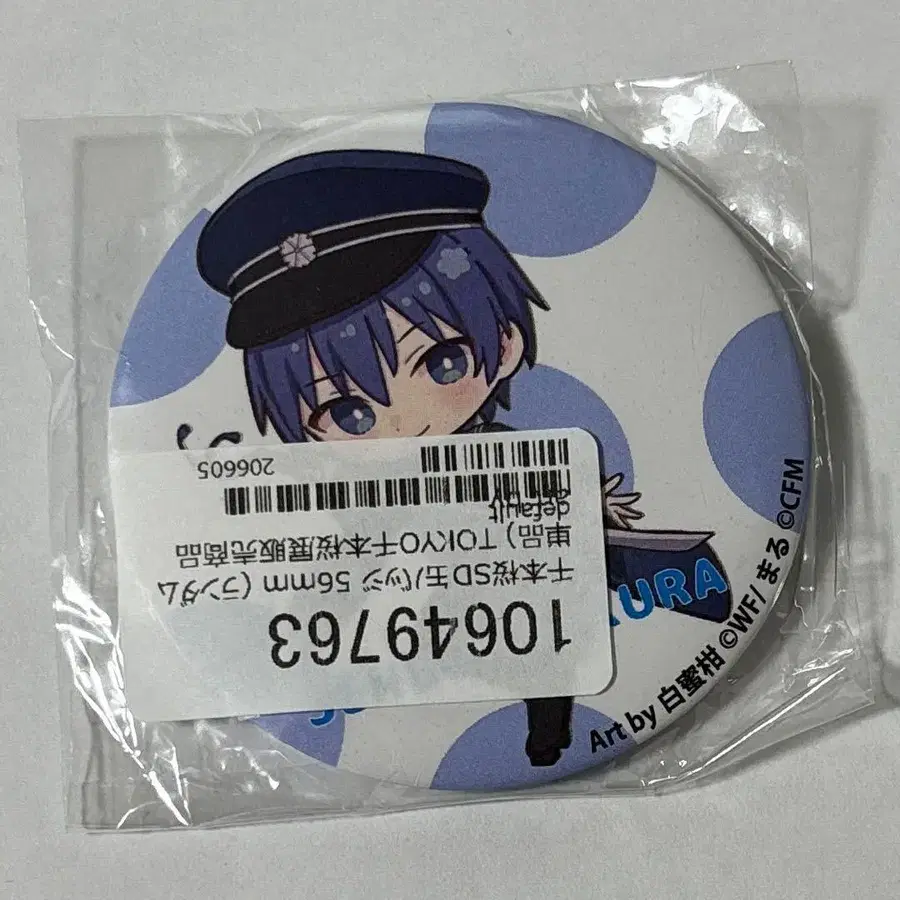 10649763
千本桜SD缶バッジ 56mm (ランダム
単品) TOKYO千本桜展販売商品
default
206605
URA
Art by 白蜜柑 ©WF/ まる ©CFM